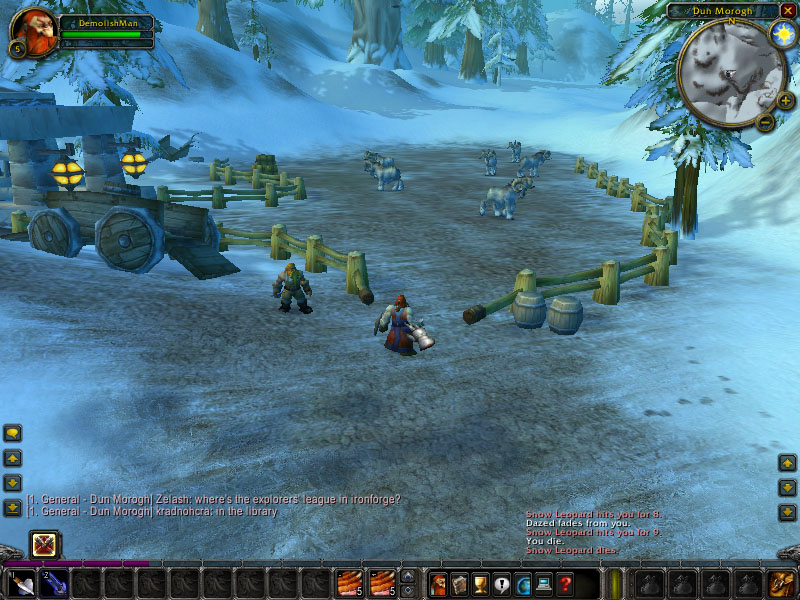 DemolishMan
5
Dun Morogh
N
[1. General - Dun Morogh] Zelash: where's the explorers' league in ironforge?
[1. General - Dun Morogh] kradnohcra: in the library
Snow Leopard hits you for 8.
Dazed fades from you.
Snow Leopard hits you for 9.
You die.
Snow Leopard dies.
5
5
?